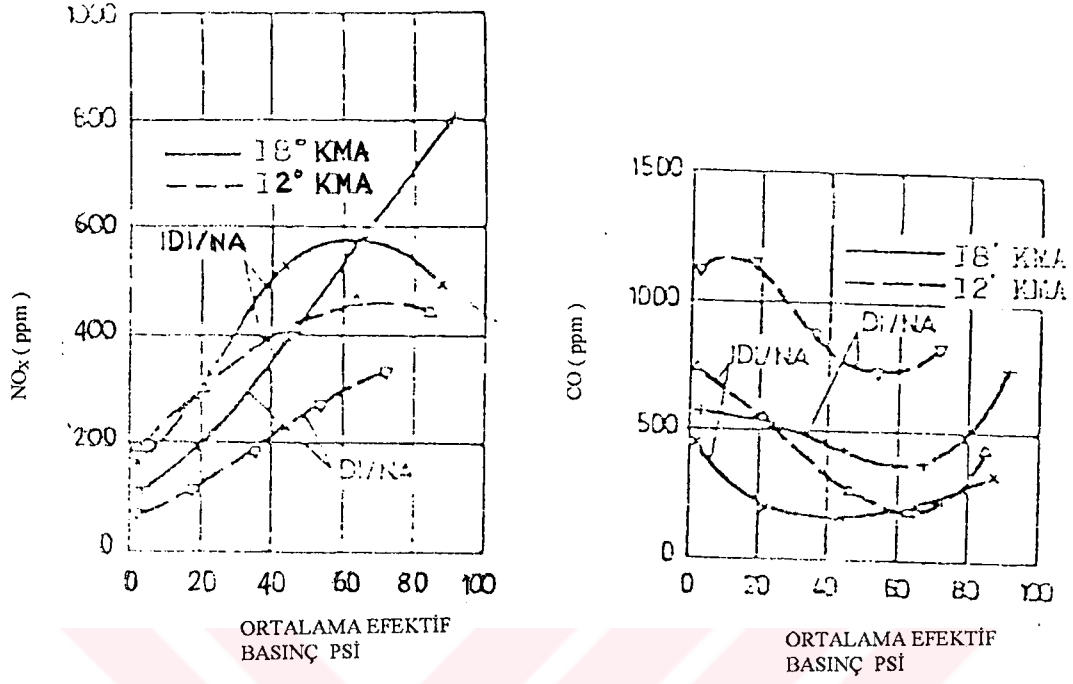 1000
800
600
400
200
0
NOx ( ppm )
18° KMA
12° KMA
IDI/NA
DI/NA
0 20 40 60 80 100
ORTALAMA EFEKTİF
BASINÇ PSİ
1500
1000
500
0
CO ( ppm )
18° KMA
12° KMA
DI/NA
IDI/NA
0 20 40 60 80 100
ORTALAMA EFEKTİF
BASINÇ PSİ